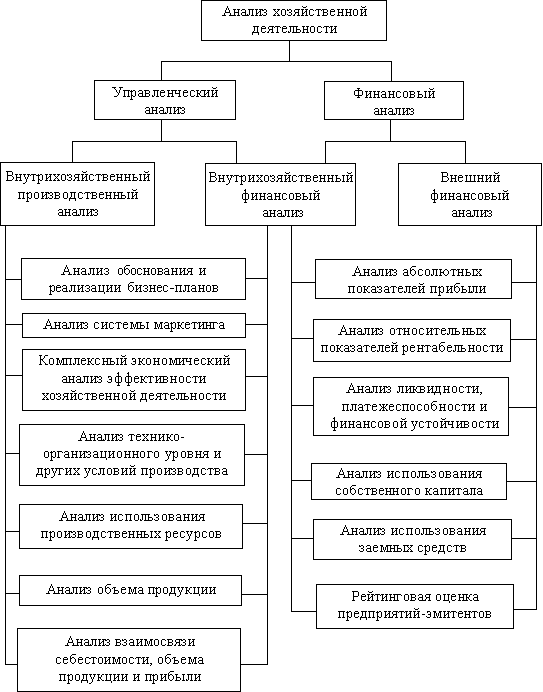 Анализ хозяйственной
деятельности
Управленческий
анализ
Финансовый
анализ
Внутрихозяйственный
производственный
анализ
Внутрихозяйственный
финансовый
анализ
Внешний
финансовый
анализ
Анализ обоснования и
реализации бизнес-планов
Анализ системы маркетинга
Комплексный экономический
анализ эффективности
хозяйственной деятельности
Анализ технико-
организационного уровня и
других условий производства
Анализ использования
производственных ресурсов
Анализ объема продукции
Анализ взаимосвязи
себестоимости, объема
продукции и прибыли
Анализ абсолютных
показателей прибыли
Анализ относительных
показателей рентабельности
Анализ ликвидности,
платежеспособности и
финансовой устойчивости
Анализ использования
собственного капитала
Анализ использования
заемных средств
Рейтинговая оценка
предприятий-эмитентов